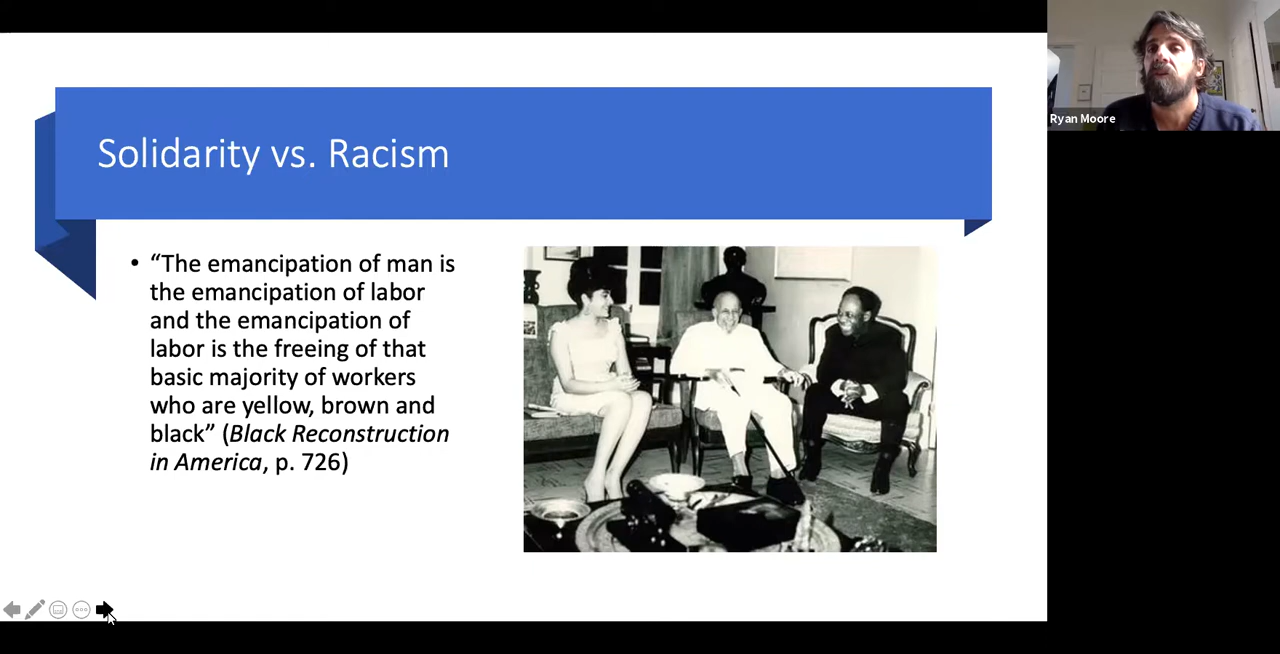 Solidarity vs. Racism
• “The emancipation of man is
the emancipation of labor
and the emancipation of
labor is the freeing of that
basic majority of workers
who are yellow, brown and
black” (Black Reconstruction
in America, p. 726)
Ryan Moore